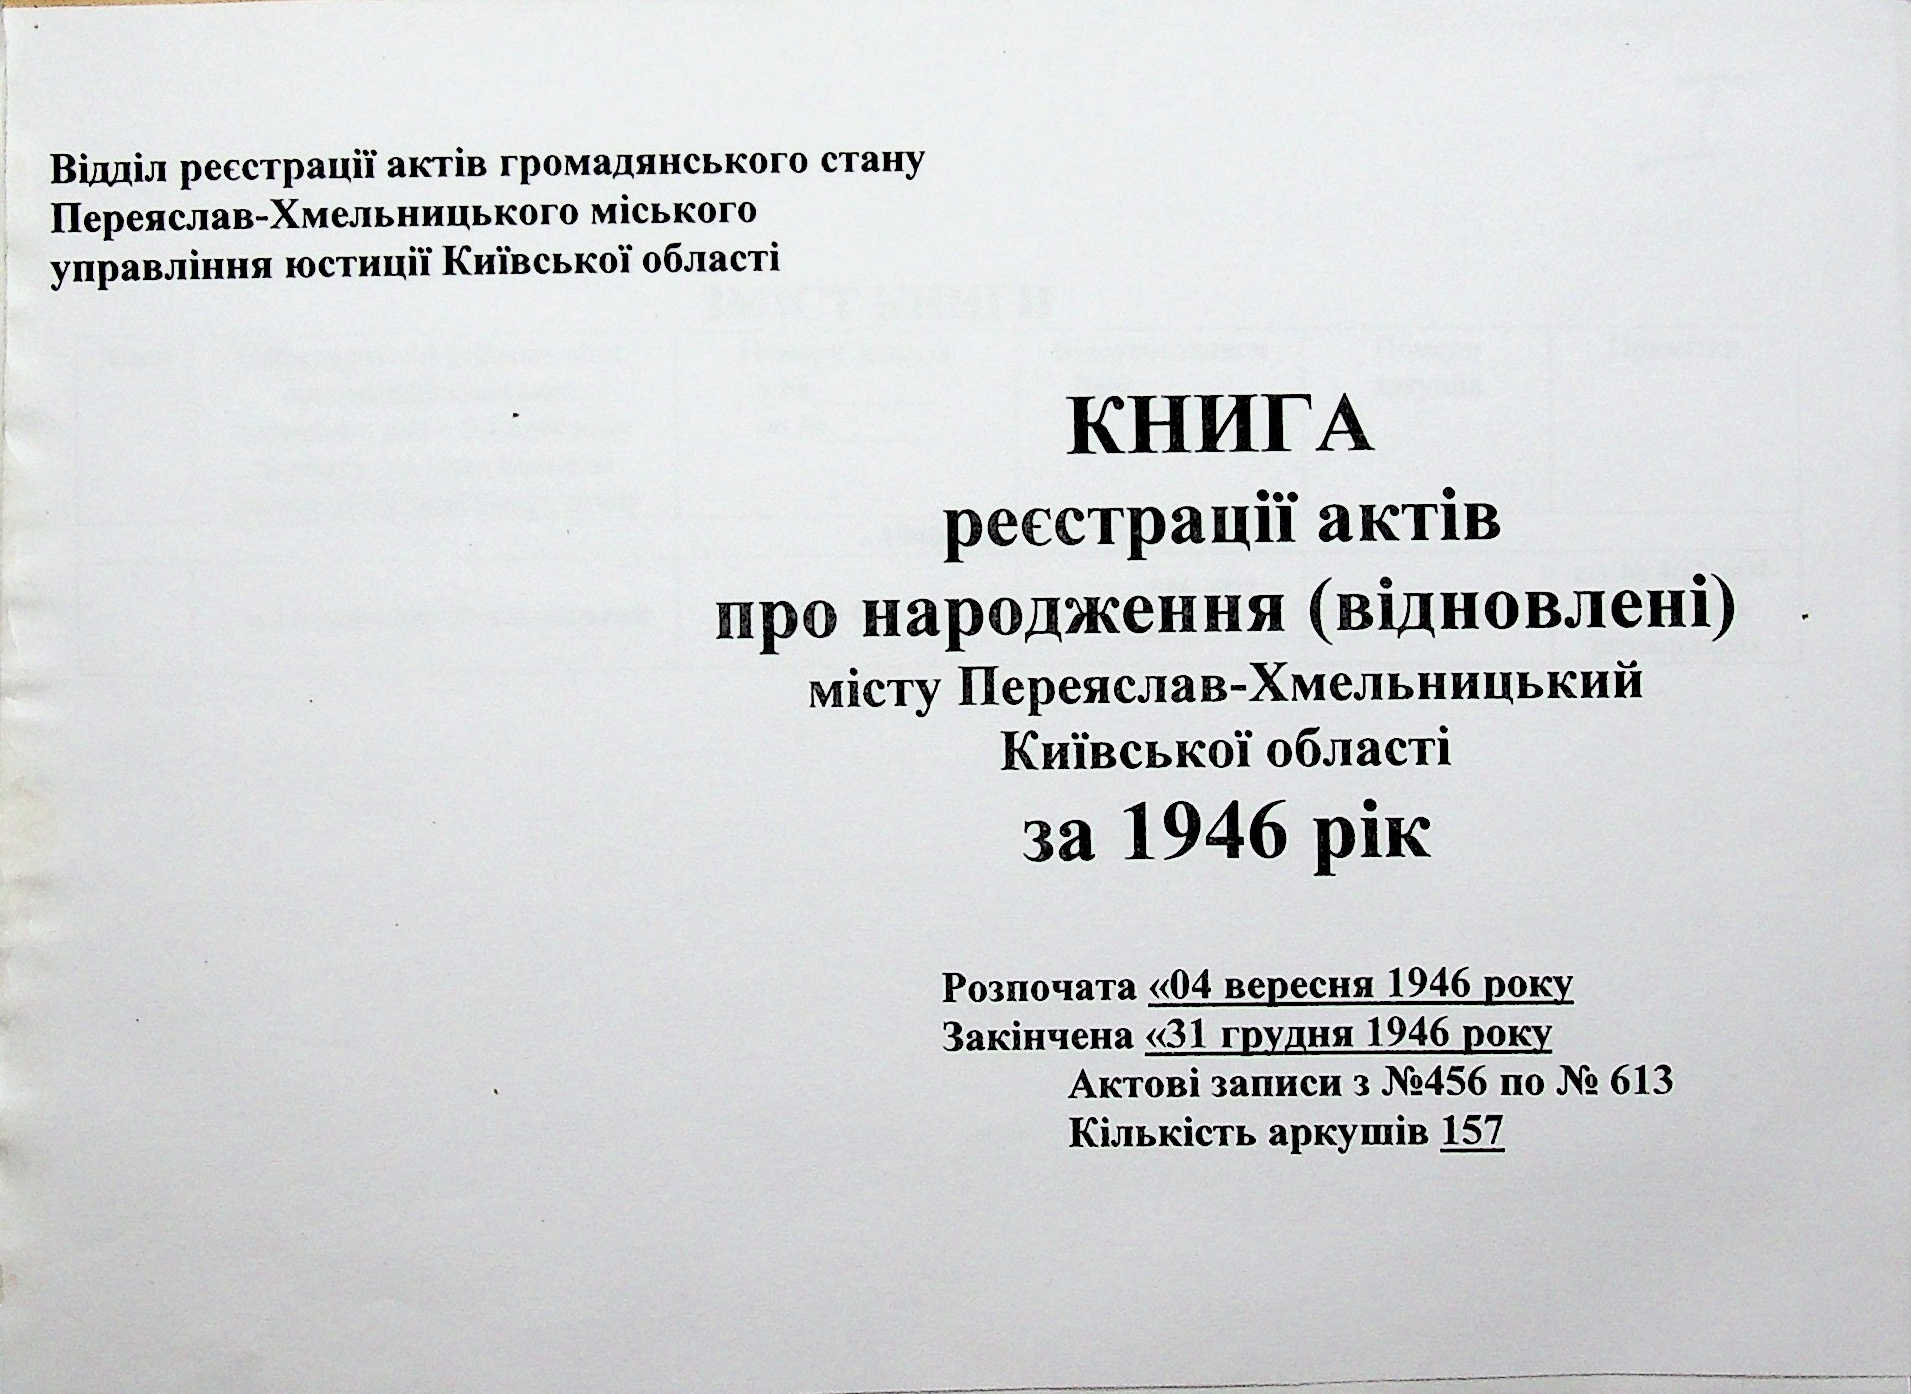 Відділ реєстрації актів громадянського стану
Переяслав-Хмельницького міського
управління юстиції Київської області
КНИГА
реєстрації актів
про народження (відновлені)
місту Переяслав-Хмельницький
Київської області
за 1946 рік
Розпочата «04 вересня 1946 року
Закінчена «31 грудня 1946 року
Актові записи з №456 по № 613
Кількість аркушів 157